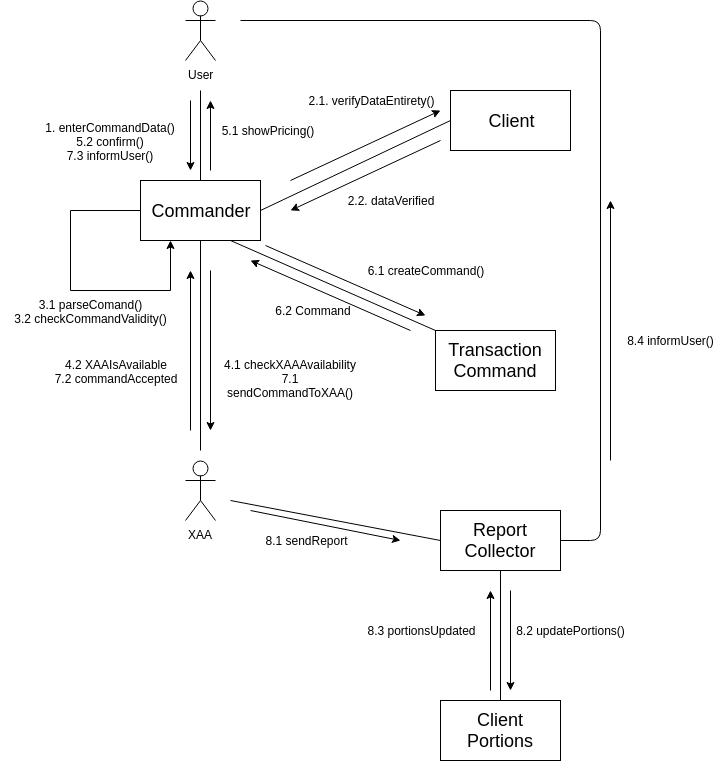 User
2.1. verifyDataEntirety()
1. enterCommandData()
5.2 confirm()
7.3 informUser()
5.1 showPricing()
Client
2.2. dataVerified
Commander
6.1 createCommand()
3.1 parseComand()
3.2 checkCommandValidity()
6.2 Command
8.4 informUser()
Transaction
Command
4.2 XAAIsAvailable
7.2 commandAccepted
4.1 checkXAAAvailability
7.1
sendCommandToXAA()
XAA
8.1 sendReport
Report
Collector
8.3 portionsUpdated
8.2 updatePortions()
Client
Portions